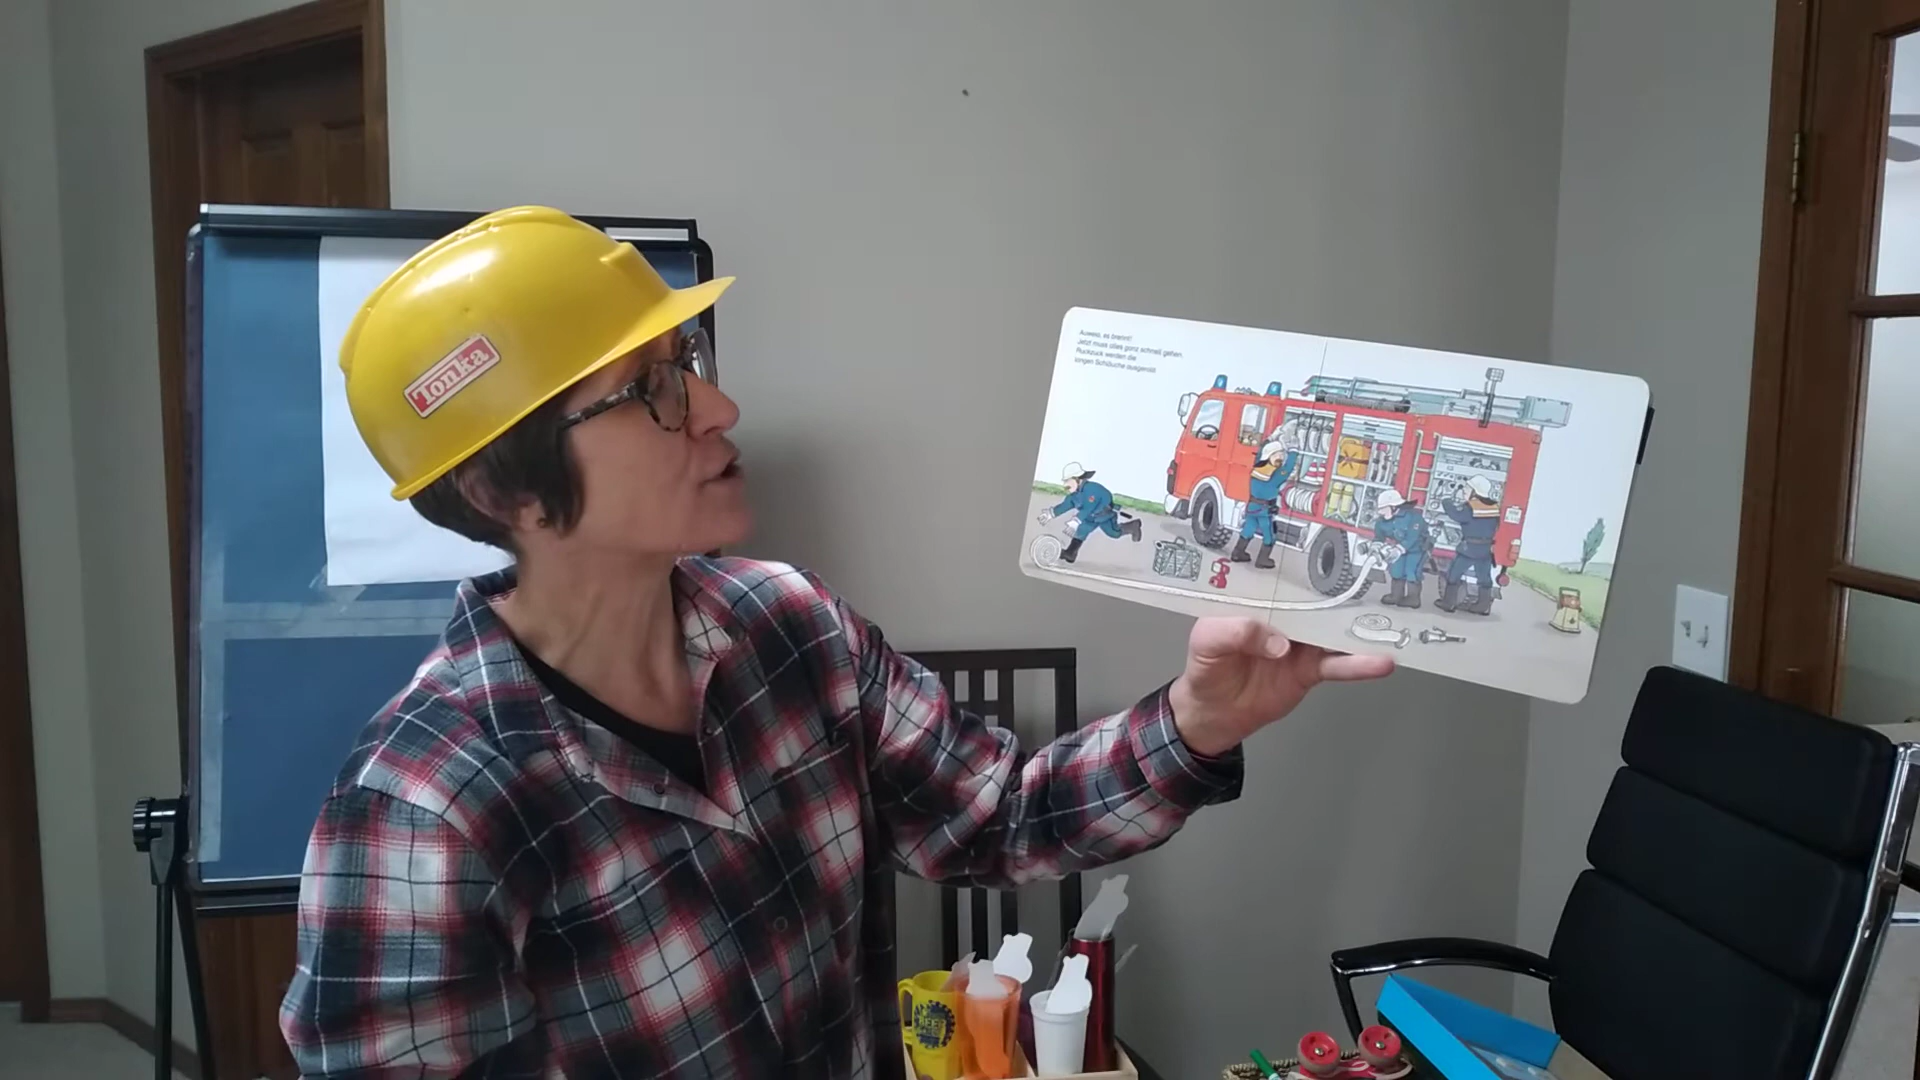 Tonka
Auweia, es brennt!
Jetzt muss alles ganz schnell gehen.
Ruckzuck werden die
langen Schläuche ausgerollt.